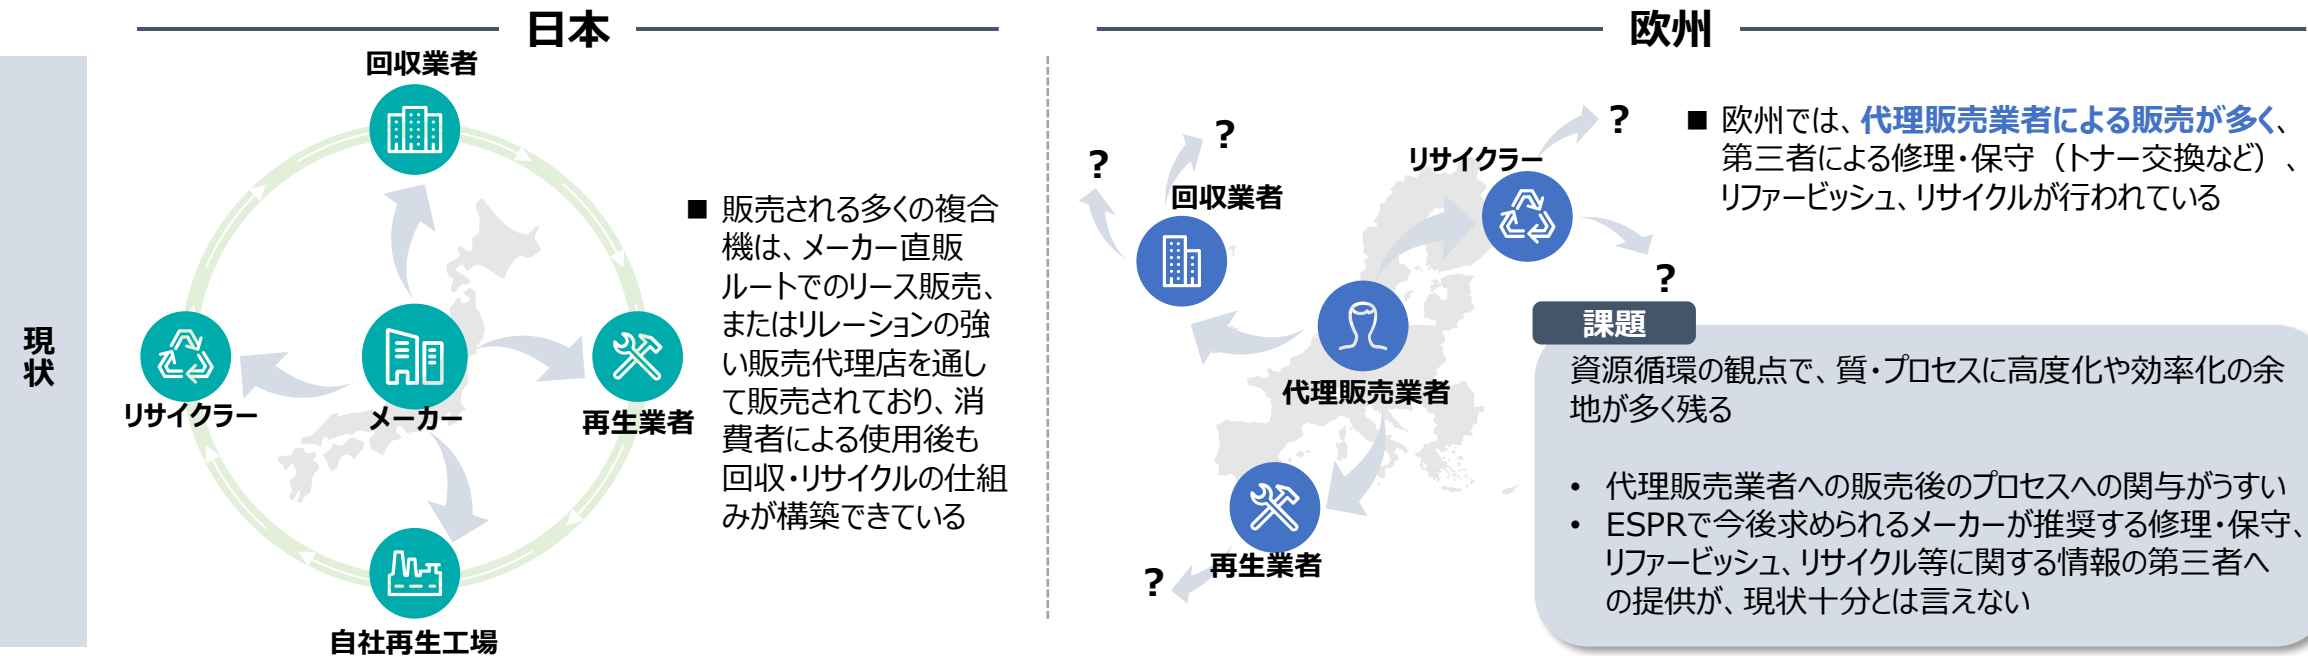 日本
欧州
現状
回収業者
リサイクラー
メーカー
再生業者
自社再生工場
■ 販売される多くの複合
機は、メーカー直販
ルートでのリース販売、
またはリレーションの強
い販売代理店を通し
て販売されており、消
費者による使用後も
回収・リサイクルの仕組
みが構築できている
?
?
?
リサイクラー
回収業者
?
代理販売業者
再生業者
?
■ 欧州では、代理販売業者による販売が多く、
第三者による修理・保守（トナー交換など）、
リファービッシュ、リサイクルが行われている
課題
資源循環の観点で、質・プロセスに高度化や効率化の余
地が多く残る
• 代理販売業者への販売後のプロセスへの関与がうすい
• ESPRで今後求められるメーカーが推奨する修理・保守、
リファービッシュ、リサイクル等に関する情報の第三者へ
の提供が、現状十分とは言えない